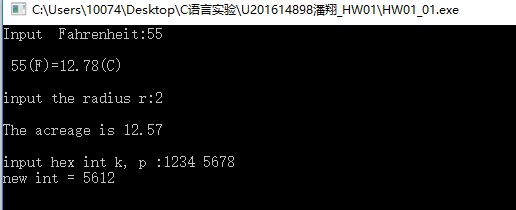 C:\Users\10074\Desktop\C语言实验\U201614898潘翔_HW01\HW01_01.exe
Input  Fahrenheit:55
 55(F)=12.78(C)
input the radius r:2
The acreage is 12.57
input hex int k, p :1234 5678
new int = 5612